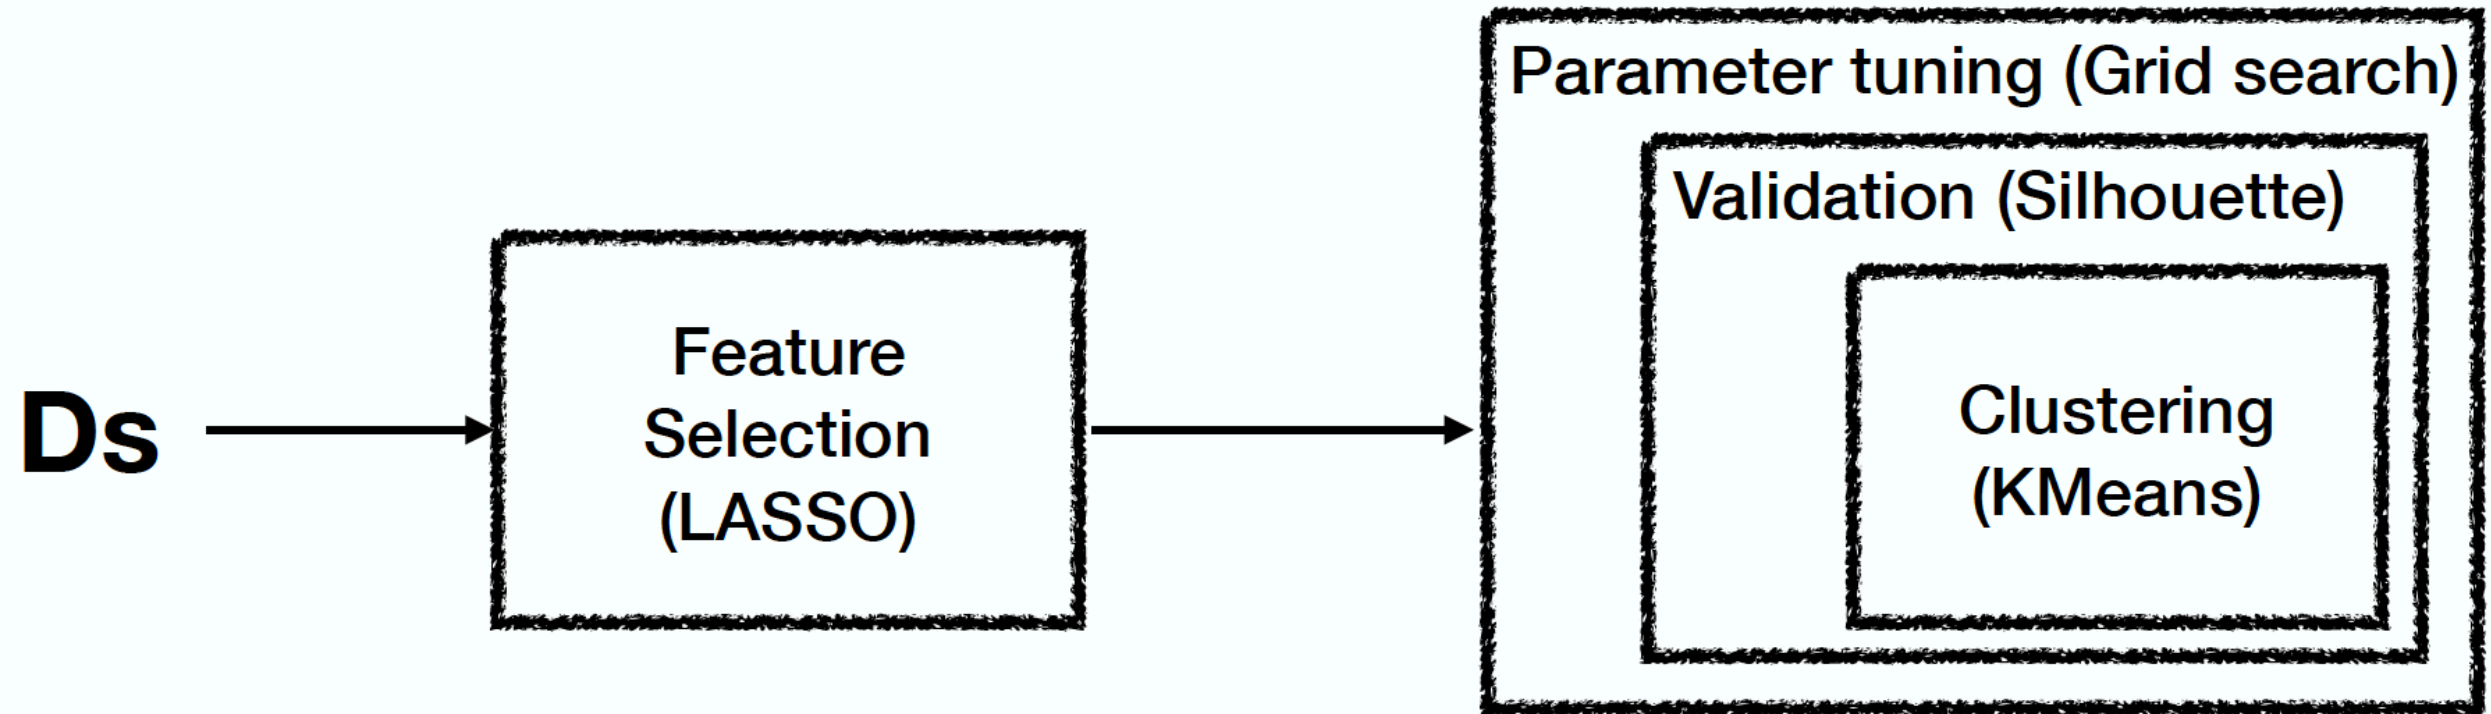 Ds
Feature
Selection
(LASSO)
Parameter tuning (Grid search)
Validation (Silhouette)
Clustering
(KMeans)